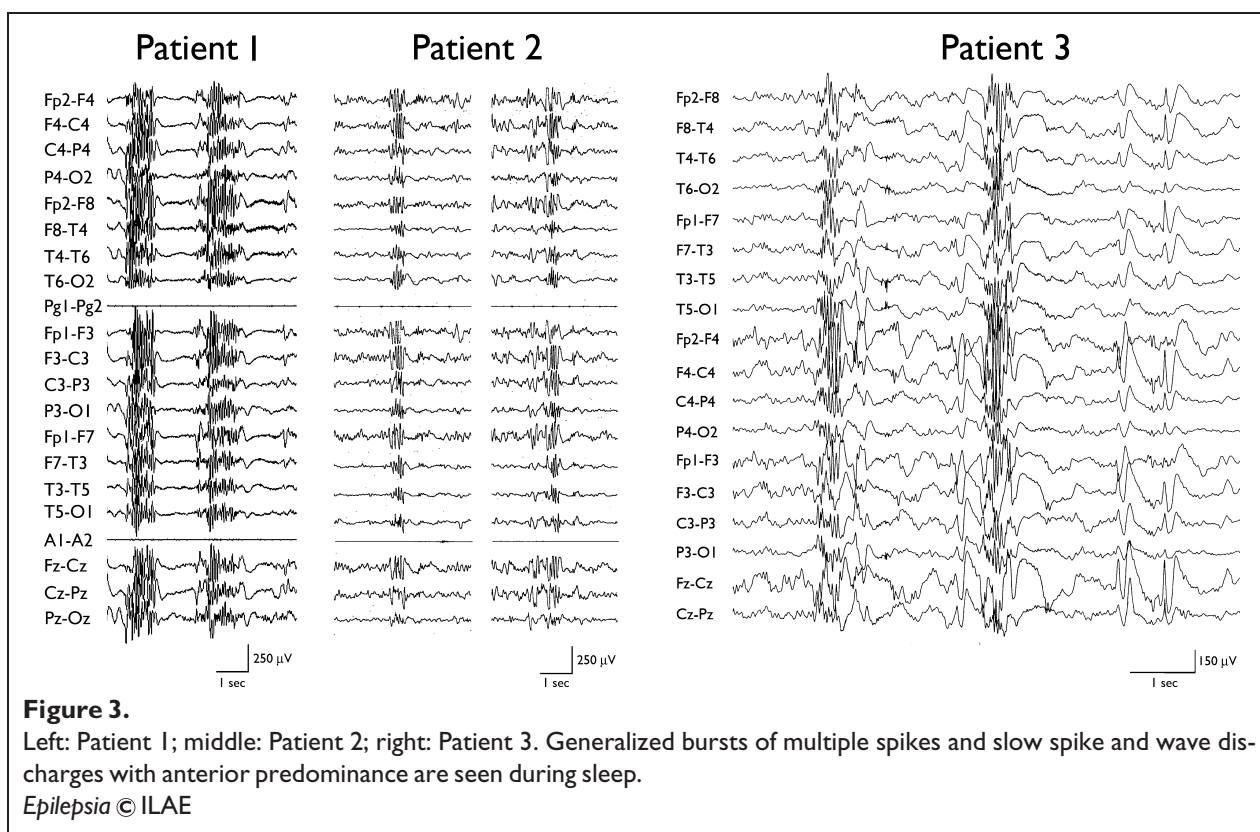 Patient 1
Patient 2
Patient 3
Fp2-F4
F4-C4
C4-P4
P4-O2
Fp2-F8
F8-T4
T4-T6
T6-O2
Pg1-Pg2
Fp1-F3
F3-C3
C3-P3
P3-O1
Fp1-F7
F7-T3
T3-T5
T5-O1
A1-A2
Fz-Cz
Cz-Pz
Pz-Oz
250 µV
1 sec
250 µV
1 sec
Fp2-F8
F8-T4
T4-T6
T6-O2
Fp1-F7
F7-T3
T3-T5
T5-O1
Fp2-F4
F4-C4
C4-P4
P4-O2
Fp1-F3
F3-C3
C3-P3
P3-O1
Fz-Cz
Cz-Pz
150 µV
1 sec
Figure 3.
Left: Patient 1; middle: Patient 2; right: Patient 3. Generalized bursts of multiple spikes and slow spike and wave dis-
charges with anterior predominance are seen during sleep.
Epilepsia © ILAE